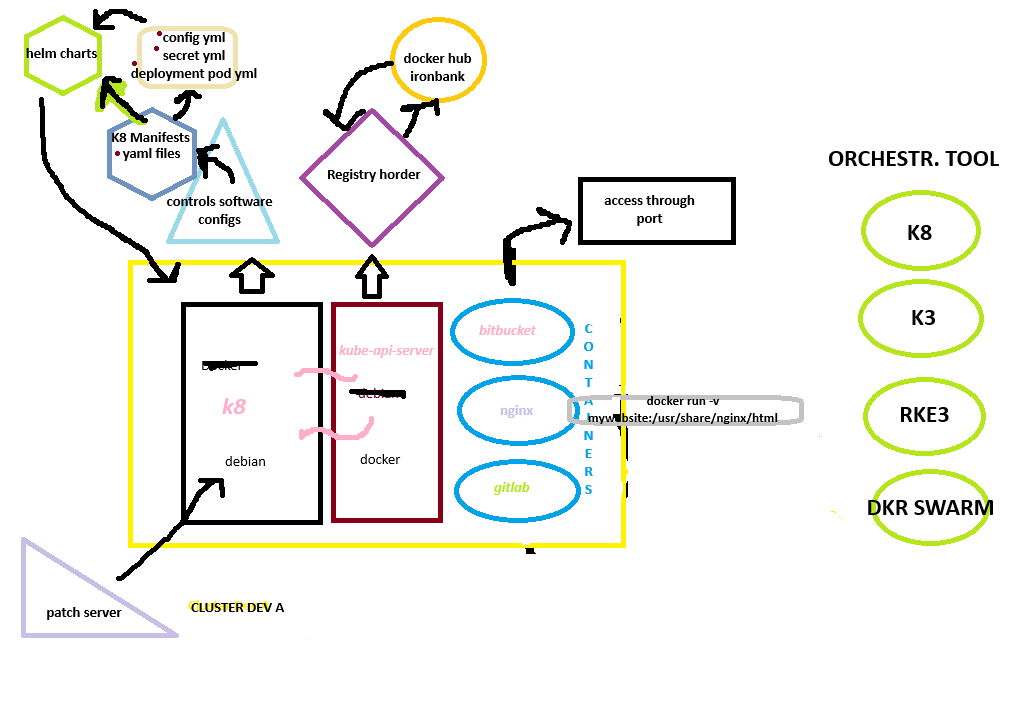 helm charts
config yml
secret yml
deployment pod yml
docker hub
ironbank
K8 Manifests
yaml files
controls software
configs
Registry horder
access through
port
ORCHESTR. TOOL
K8
K3
RKE3
DKR SWARM
Docker
k8
debian
kube-api-server
debian
docker
bitbucket
nginx
gitlab
CONTAINERS
docker run -v
mywebsite:/usr/share/nginx/html
patch server
CLUSTER DEV A